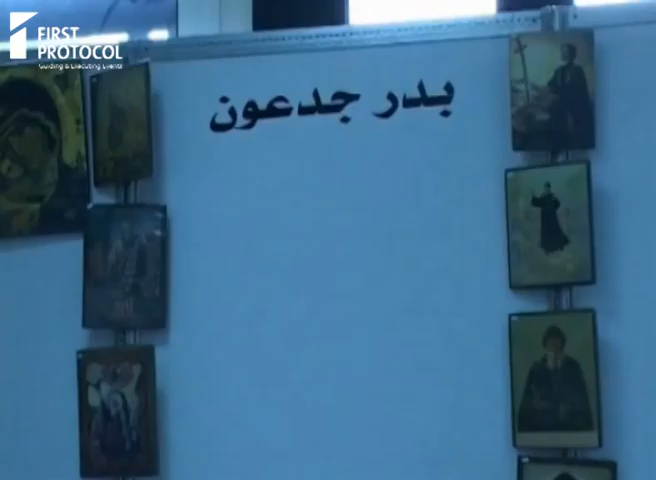 FIRST
PROTOCOL
Guiding & Executing Events
بدر جدعون